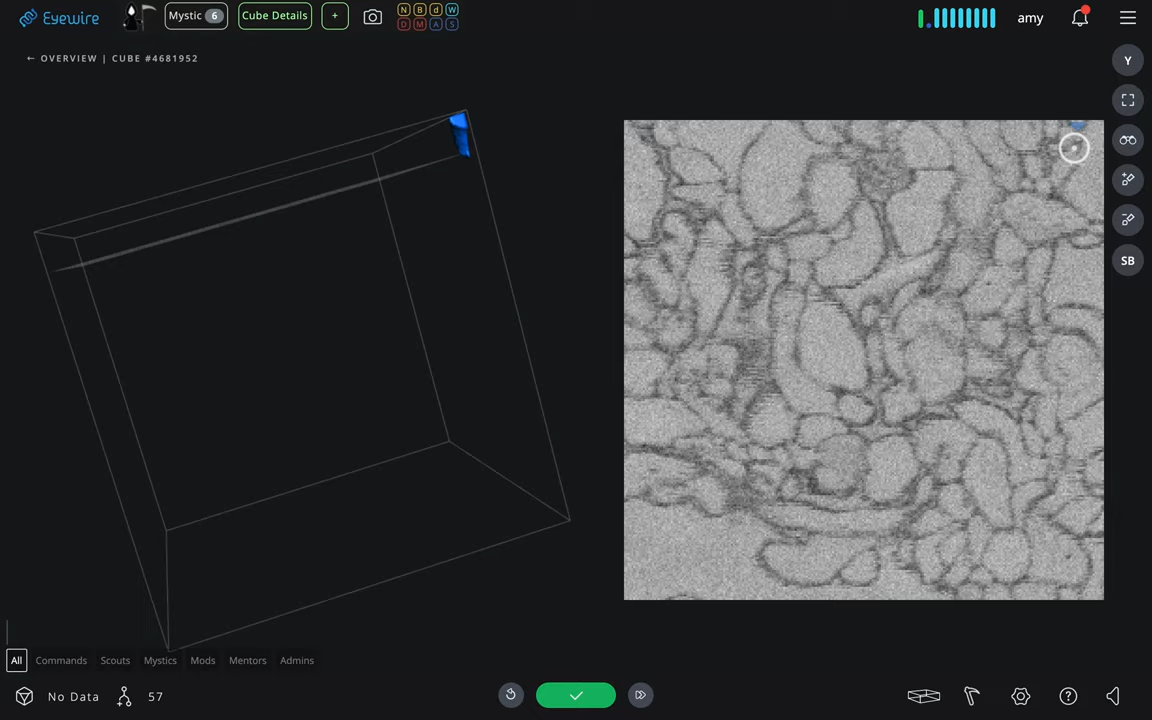 Eyewire
Mystic 6
Cube Details
+
N B d W
D M A S
amy
← OVERVIEW | CUBE #4681952
Y
SB
All Commands Scouts Mystics Mods Mentors Admins
No Data 57